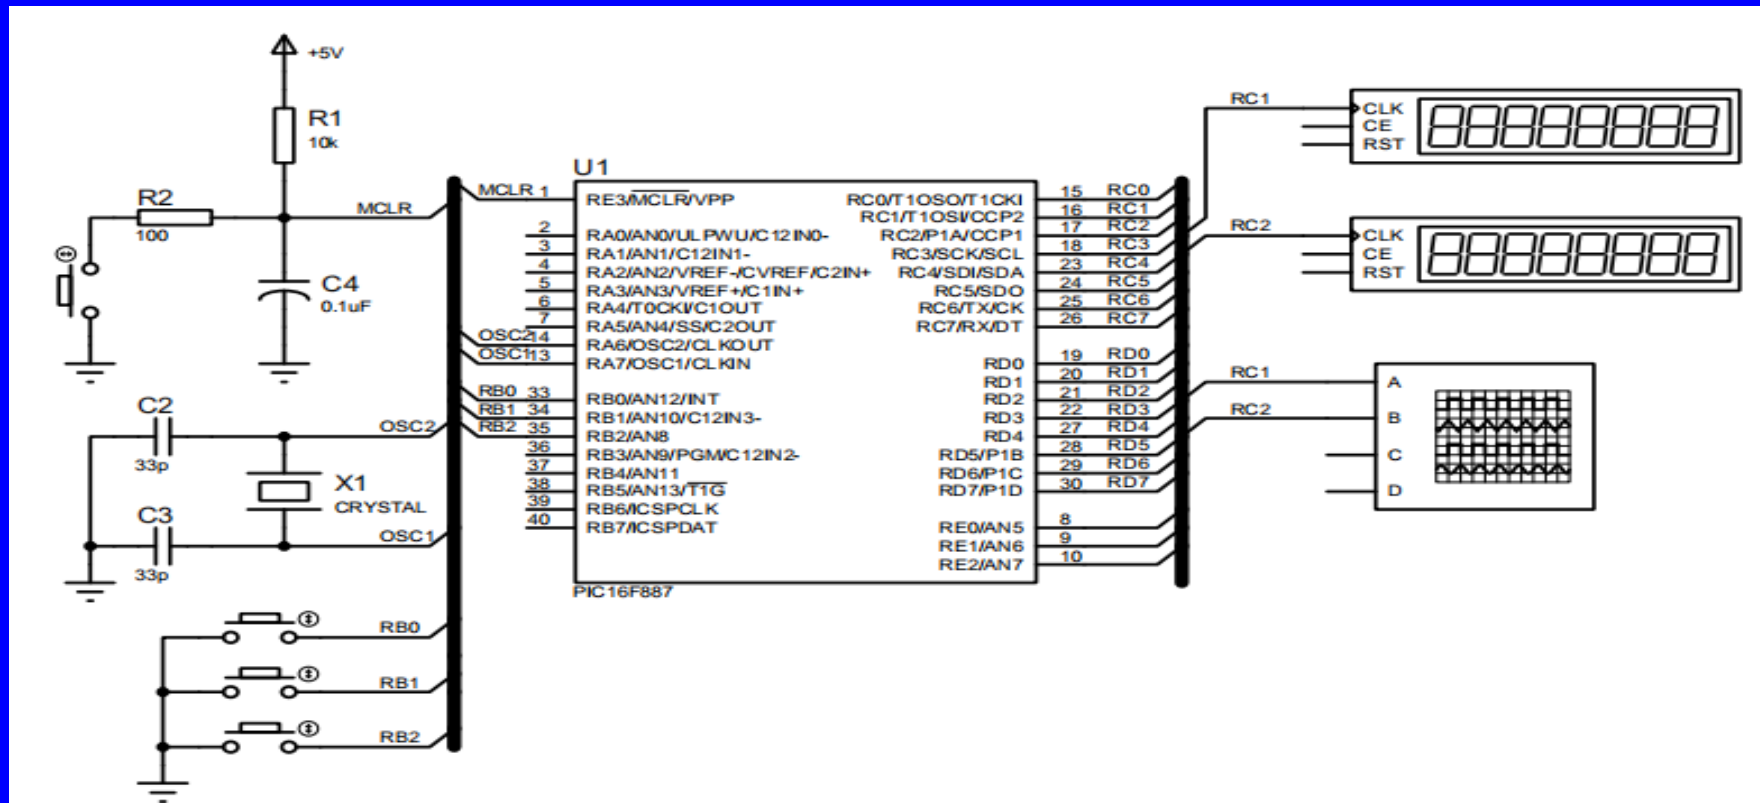 +5V
R1
10k
R2
100
MCLR
C4
0.1uF
C2
33p
OSC2
X1
CRYSTAL
C3
33p
OSC1
RB0
RB1
RB2
U1
MCLR 1 RE3/MCLR/VPP
2 RA0/AN0/ULPWU/C12IN0-
3 RA1/AN1/C12IN1-
4 RA2/AN2/VREF-/CVREF/C2IN+
5 RA3/AN3/VREF+/C1IN+
6 RA4/T0CKI/C1OUT
7 RA5/AN4/SS/C2OUT
OSC2 14 RA6/OSC2/CLKOUT
OSC1 13 RA7/OSC1/CLKIN
RB0 33 RB0/AN12/INT
RB1 34 RB1/AN10/C12IN3-
RB2 35 RB2/AN8
36 RB3/AN9/PGM/C12IN2-
37 RB4/AN11
38 RB5/AN13/T1G
39 RB6/ICSPCLK
40 RB7/ICSPDAT
RC0/T1OSO/T1CKI 15 RC0
RC1/T1OSI/CCP2 16 RC1
RC2/P1A/CCP1 17 RC2
RC3/SCK/SCL 18 RC3
RC4/SDI/SDA 23 RC4
RC5/SDO 24 RC5
RC6/TX/CK 25 RC6
RC7/RX/DT 26 RC7
RD0 19 RD0
RD1 20 RD1
RD2 21 RD2
RD3 22 RD3
RD4 27 RD4
RD5/P1B 28 RD5
RD6/P1C 29 RD6
RD7/P1D 30 RD7
RE0/AN5 8
RE1/AN6 9
RE2/AN7 10
PIC16F887
RC1
CLK
CE
RST
RC2
CLK
CE
RST
RC1
A
RC2
B
C
D